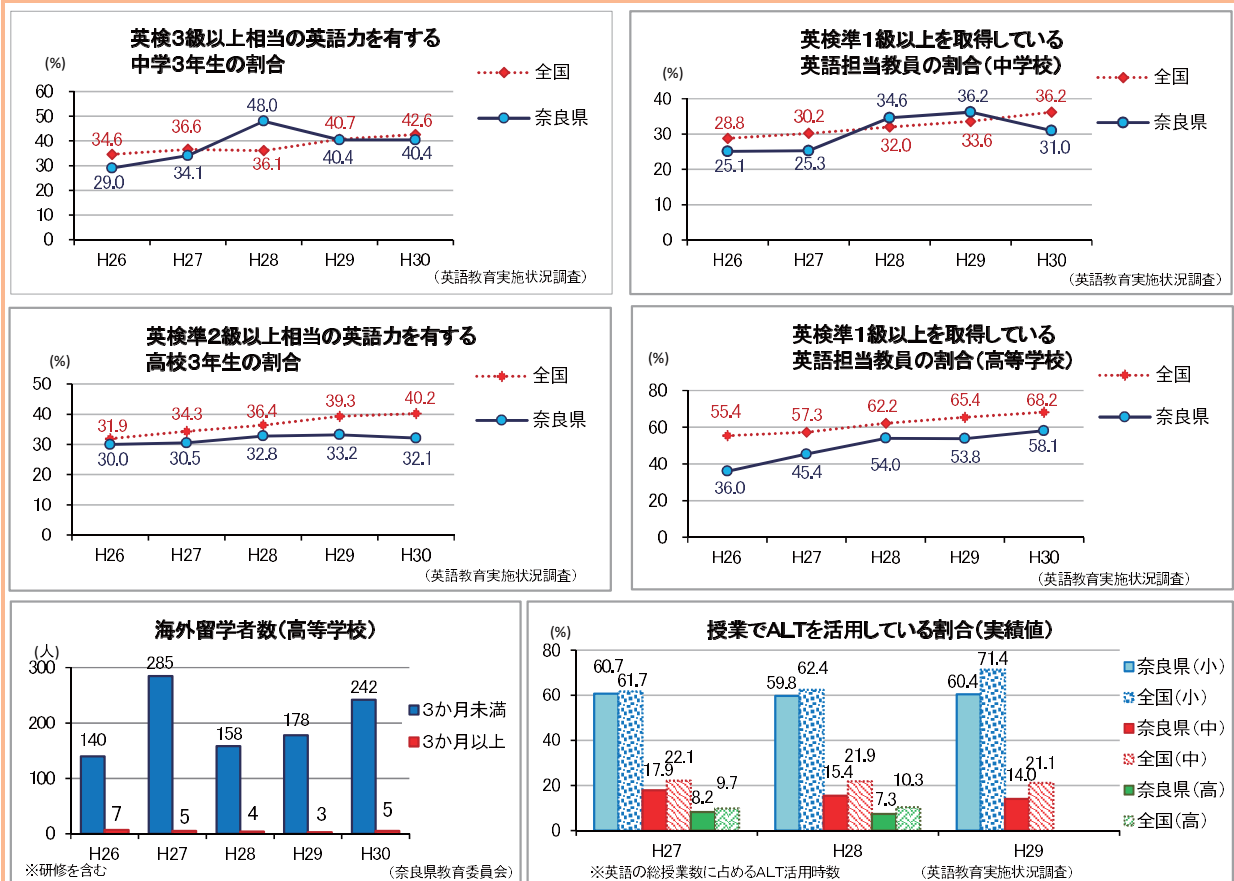 英検3級以上相当の英語力を有する
中学3年生の割合
(%)
全国
奈良県
60
50
40
30
20
10
0
34.6
36.6
36.1
40.7
42.6
29.0
34.1
48.0
40.4
40.4
H26
H27
H28
H29
H30
(英語教育実施状況調査)
英検準1級以上を取得している
英語担当教員の割合(中学校)
(%)
全国
奈良県
40
30
20
10
0
28.8
30.2
32.0
33.6
36.2
25.1
25.3
34.6
36.2
31.0
H26
H27
H28
H29
H30
(英語教育実施状況調査)
英検準2級以上相当の英語力を有する
高校3年生の割合
(%)
全国
奈良県
50
40
30
20
10
0
31.9
34.3
36.4
39.3
40.2
30.0
30.5
32.8
33.2
32.1
H26
H27
H28
H29
H30
(英語教育実施状況調査)
英検準1級以上を取得している
英語担当教員の割合(高等学校)
(%)
全国
奈良県
80
60
40
20
0
55.4
57.3
62.2
65.4
68.2
36.0
45.4
54.0
53.8
58.1
H26
H27
H28
H29
H30
(英語教育実施状況調査)
海外留学者数(高等学校)
(人)
300
200
100
0
140
285
158
178
242
7
5
4
3
5
3か月未満
3か月以上
H26
H27
H28
H29
H30
※研修を含む
(奈良県教育委員会)
授業でALTを活用している割合(実績値)
(%)
80
60
40
20
0
60.7
61.7
17.9
22.1
8.2
9.7
59.8
62.4
15.4
21.9
7.3
10.3
60.4
71.4
14.0
21.1
奈良県(小)
全国(小)
奈良県(中)
全国(中)
奈良県(高)
全国(高)
H27
H28
H29
※英語の総授業数に占めるALT活用時数
(英語教育実施状況調査)